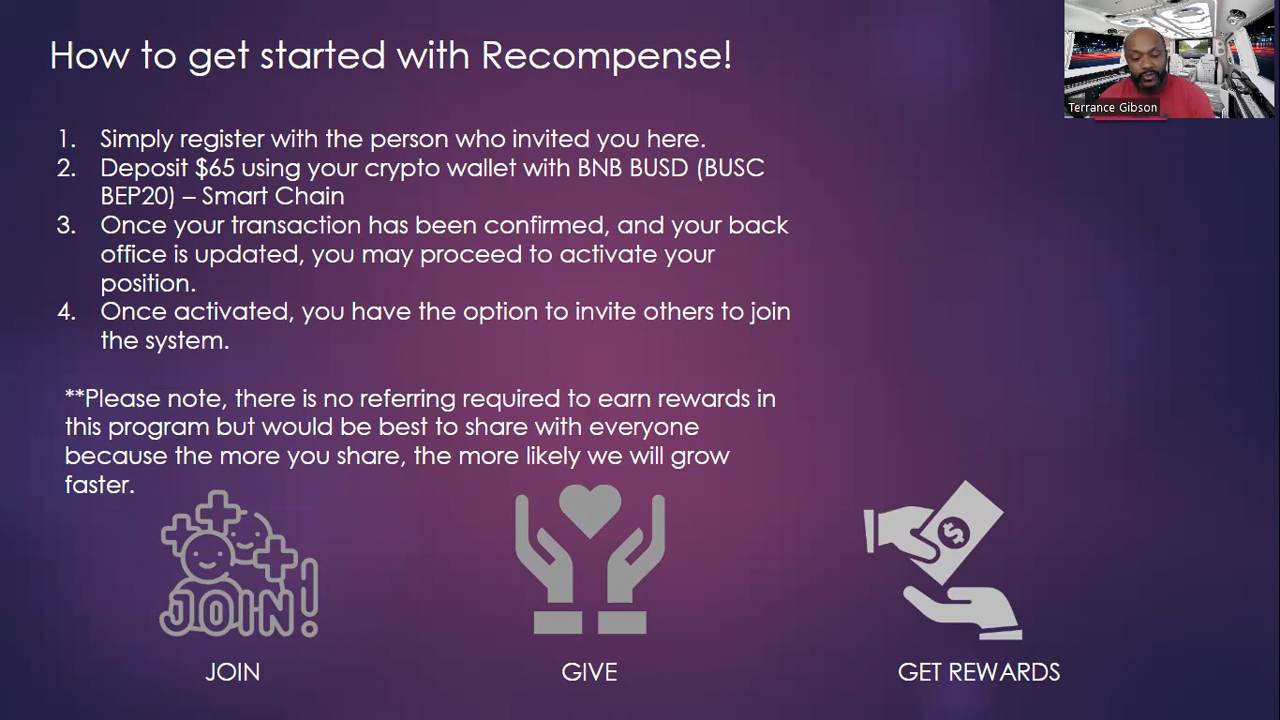 How to get started with Recompense!
Terrance Gibson
1. Simply register with the person who invited you here.
2. Deposit $65 using your crypto wallet with BNB BUSD (BUSC
BEP20) – Smart Chain
3. Once your transaction has been confirmed, and your back
office is updated, you may proceed to activate your
position.
4. Once activated, you have the option to invite others to join
the system.
**Please note, there is no referring required to earn rewards in
this program but would be best to share with everyone
because the more you share, the more likely we will grow
faster.
JOIN!
$
JOIN
GIVE
GET REWARDS